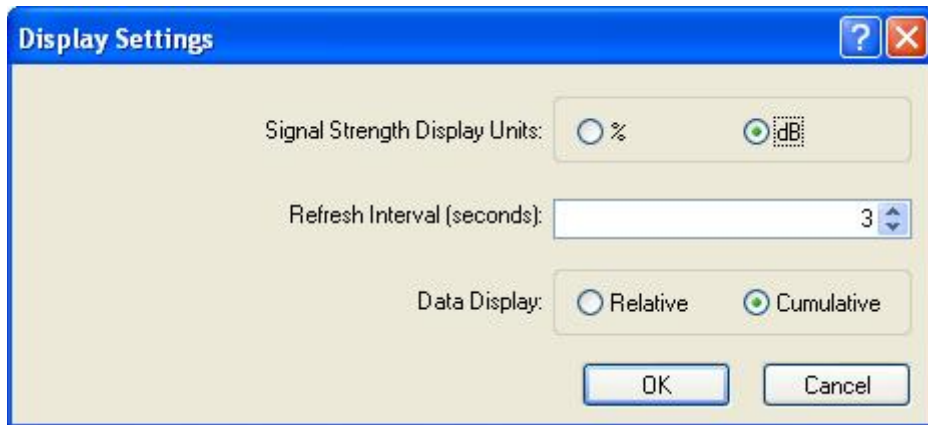 Display Settings
Signal Strength Display Units: % dB
Refresh Interval (seconds): 3
Data Display: Relative Cumulative
OK Cancel